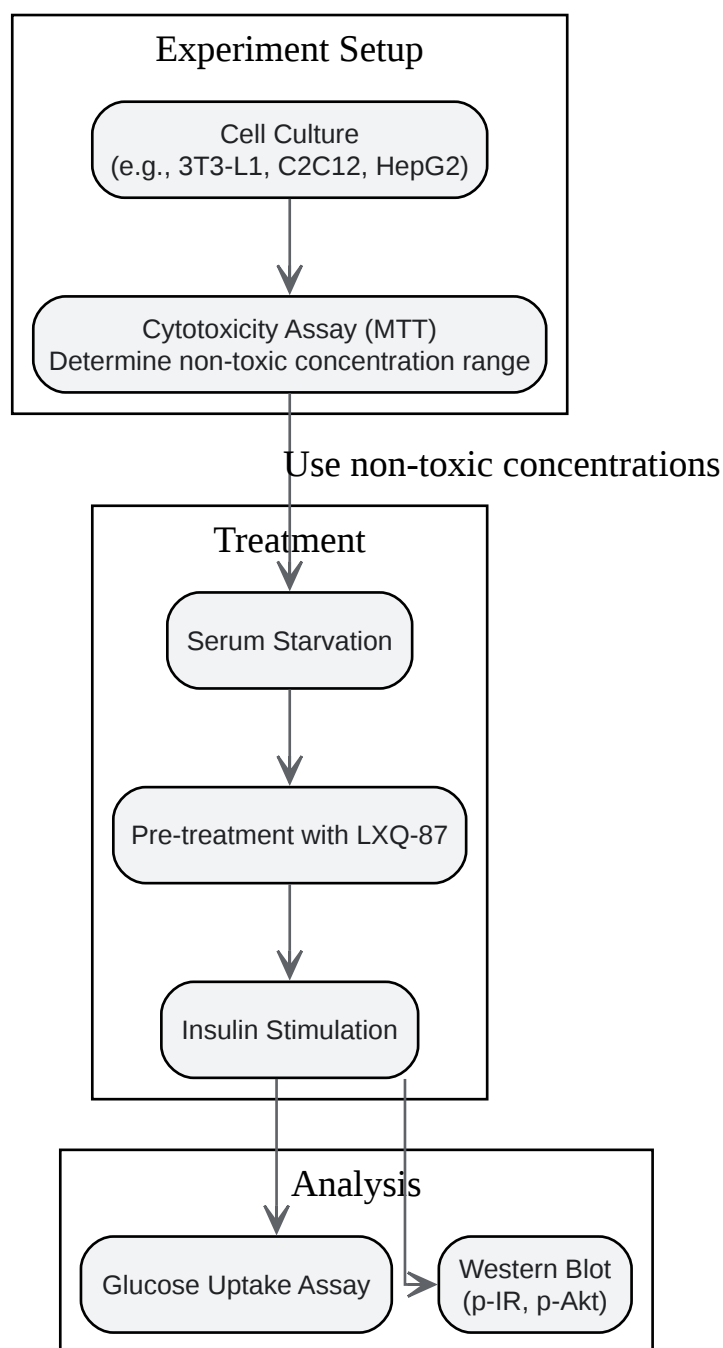 Experiment Setup
Cell Culture
(e.g., 3T3-L1, C2C12, HepG2)
Cytotoxicity Assay (MTT)
Determine non-toxic concentration range
Use non-toxic concentrations
Treatment
Serum Starvation
Pre-treatment with LXQ-87
Insulin Stimulation
Analysis
Glucose Uptake Assay
Western Blot
(p-IR, p-Akt)